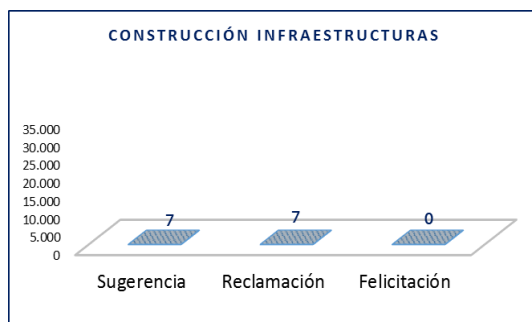 CONSTRUCCIÓN INFRAESTRUCTURAS
35.000
30.000
25.000
20.000
15.000
10.000
5.000
0
7 7 0
Sugerencia Reclamación Felicitación